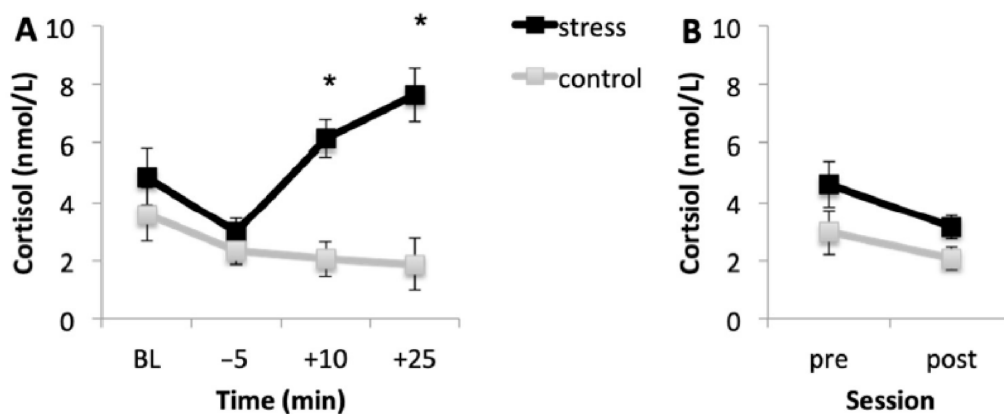 A
10
8
6
4
2
0
Cortisol (nmol/L)
*
*
BL
−5
+10
+25
Time (min)
stress
control
B
10
8
6
4
2
0
Cortsiol (nmol/L)
pre
post
Session